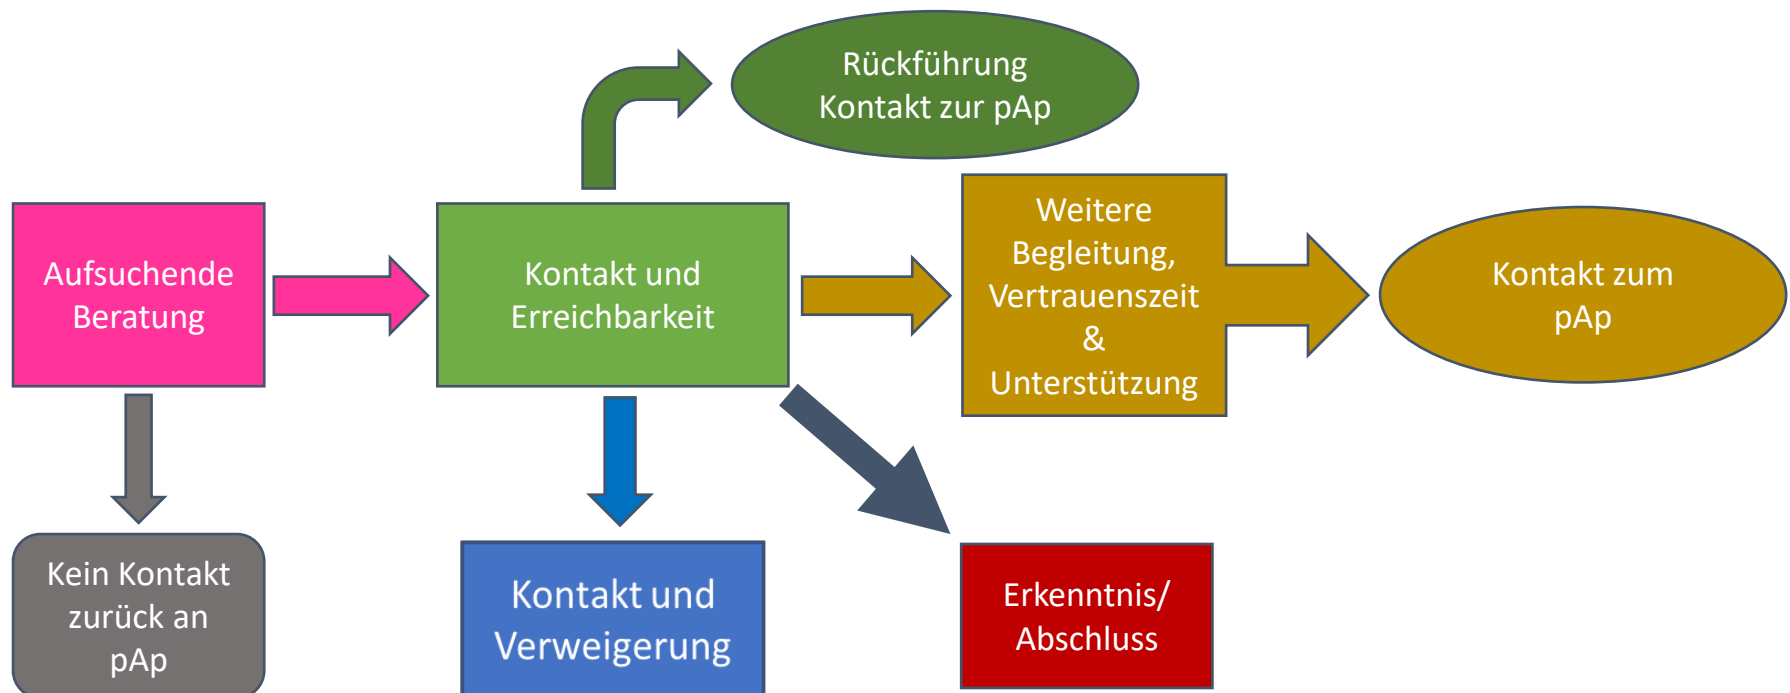 Rückführung
Kontakt zur pAp
Aufsuchende
Beratung
Kontakt und
Erreichbarkeit
Weitere
Begleitung,
Vertrauenszeit
&
Unterstützung
Kontakt zum
pAp
Kein Kontakt
zurück an
pAp
Kontakt und
Verweigerung
Erkenntnis/
Abschluss